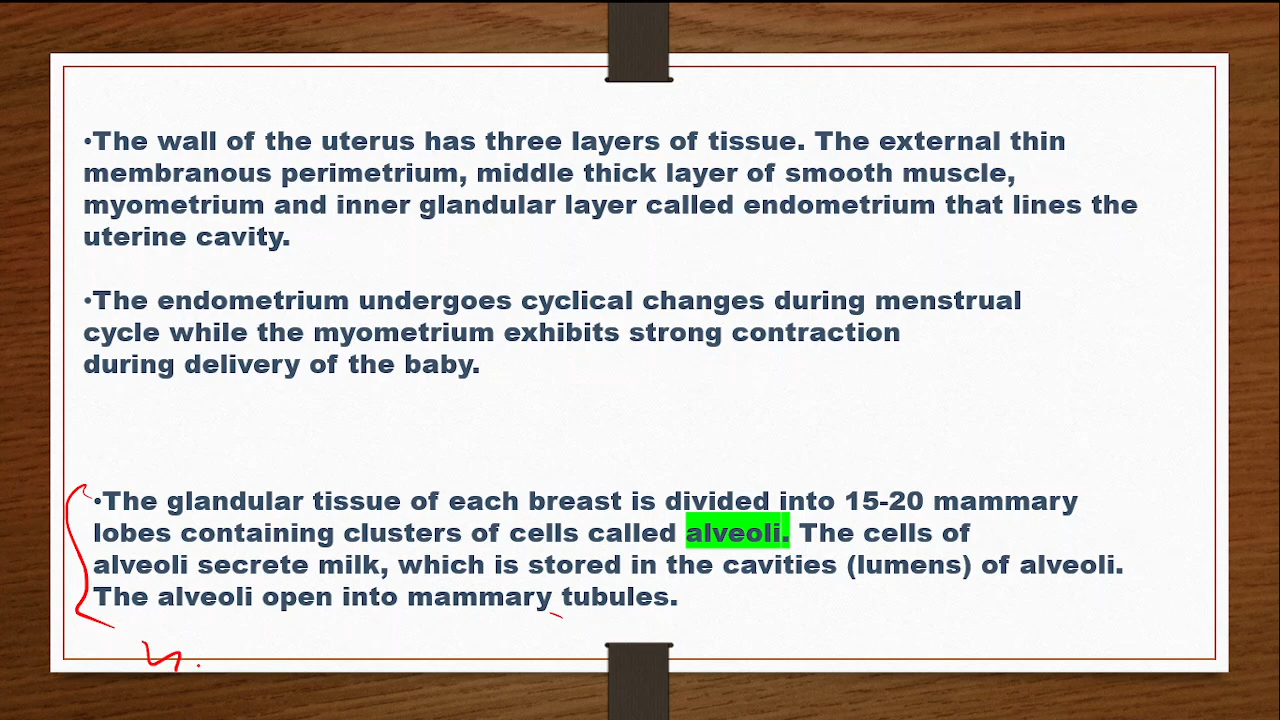 •The wall of the uterus has three layers of tissue. The external thin
membranous perimetrium, middle thick layer of smooth muscle,
myometrium and inner glandular layer called endometrium that lines the
uterine cavity.
•The endometrium undergoes cyclical changes during menstrual
cycle while the myometrium exhibits strong contraction
during delivery of the baby.
•The glandular tissue of each breast is divided into 15-20 mammary
lobes containing clusters of cells called alveoli. The cells of
alveoli secrete milk, which is stored in the cavities (lumens) of alveoli.
The alveoli open into mammary tubules.